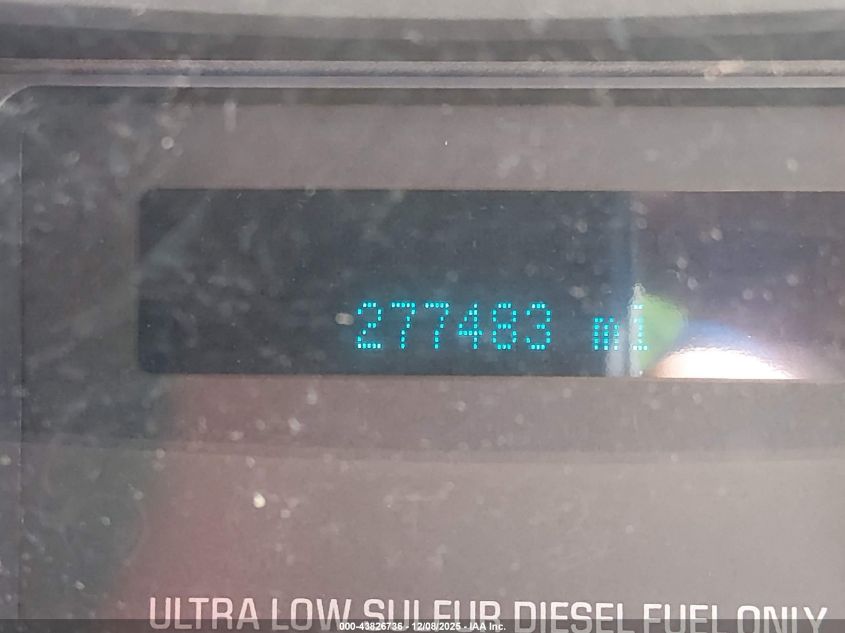 277483 mi
ULTRA LOW SULFUR DIESEL FUEL ONLY
000-43826736 - 12/08/2025 - IAA Inc.